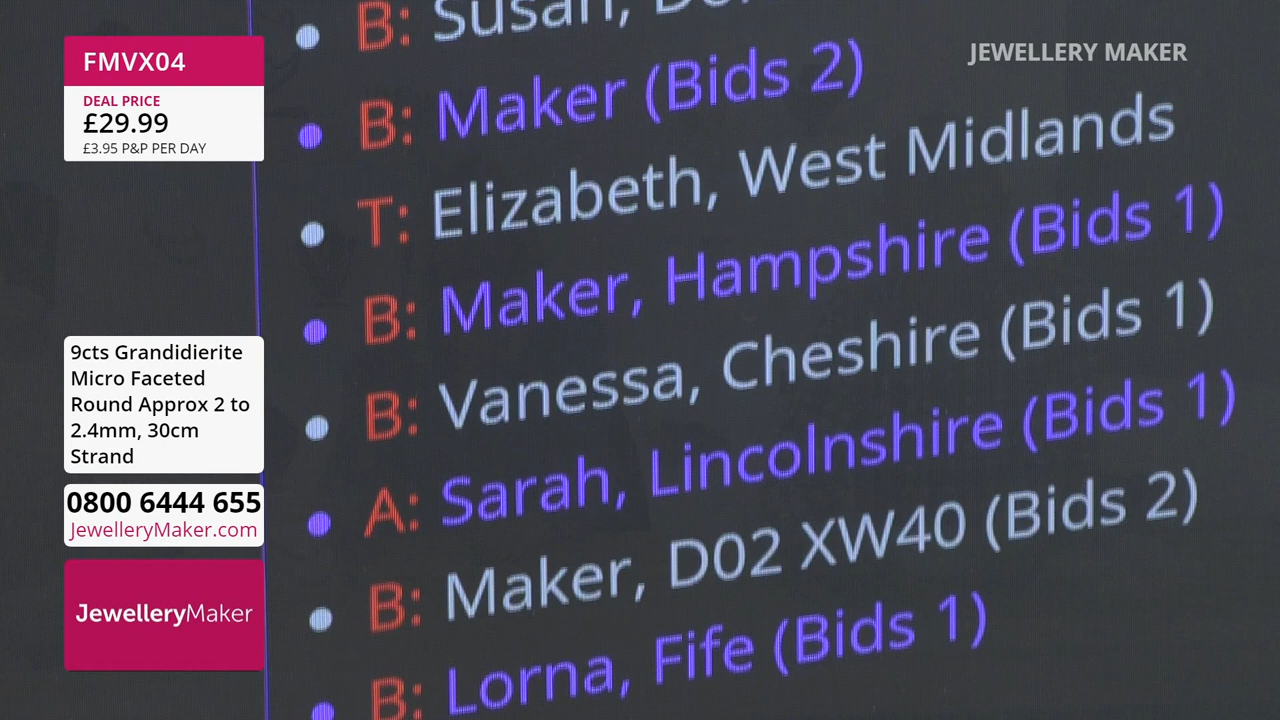 FMVX04
DEAL PRICE
£29.99
£3.95 P&P PER DAY
9cts Grandidierite
Micro Faceted
Round Approx 2 to
2.4mm, 30cm
Strand
0800 6444 655
JewelleryMaker.com
JewelleryMaker
JEWELLERY MAKER
B: Susan,
B: Maker (Bids 2)
T: Elizabeth, West Midlands
B: Maker, Hampshire (Bids 1)
B: Vanessa, Cheshire (Bids 1)
A: Sarah, Lincolnshire (Bids 1)
B: Maker, D02 XW40 (Bids 2)
B: Lorna, Fife (Bids 1)